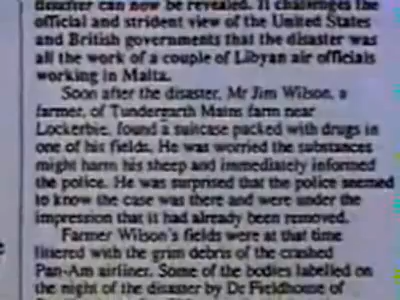 disaster can now be revealed. It challenges the
official and strident view of the United States
and British governments that the disaster was
all the work of a couple of Libyan air officials
working in Malta.
Soon after the disaster, Mr Jim Wilson, a
farmer, of Tundergarth Mains farm near
Lockerbie, found a suitcase packed with drugs in
one of his fields. He was worried the substances
might harm his sheep and immediately informed
the police. He was surprised that the police seemed
to know the case was there and were under the
impression that it had already been removed.
Farmer Wilson's fields were at that time
littered with the grim debris of the crashed
Pan-Am airliner. Some of the bodies labelled on
the night of the disaster by Dr Fieldhouse of